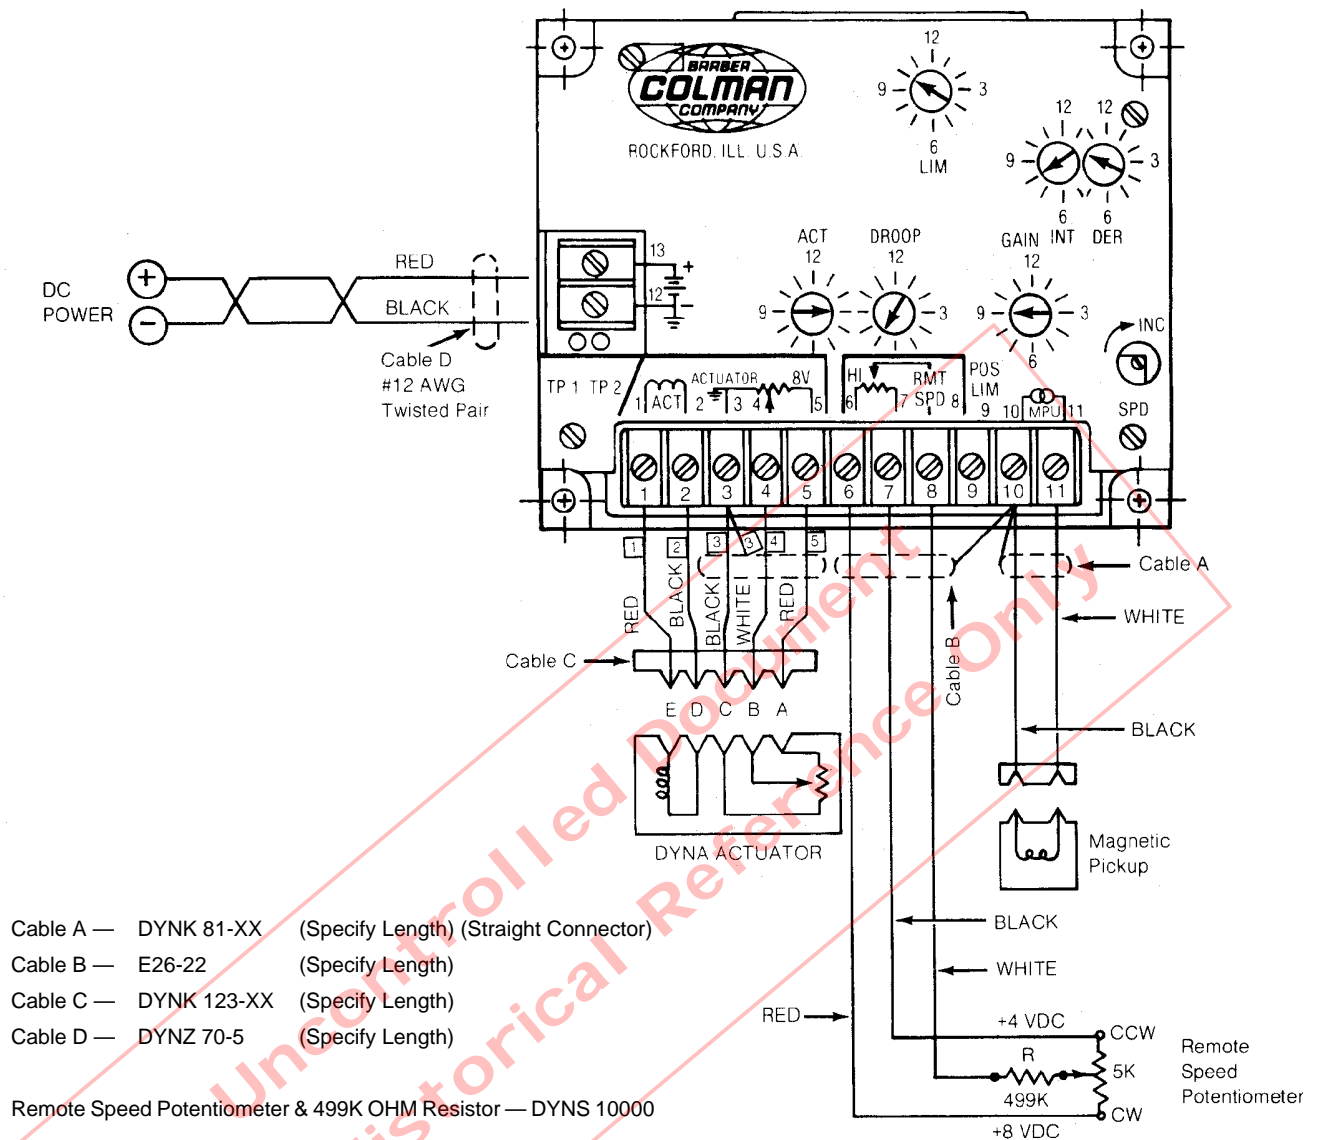 BARBER
COLMAN
COMPANY
ROCKFORD, ILL. U.S.A.
12
9 3
6
LIM
12 12
9 3
6 6
INT DER
ACT DROOP GAIN
12 12 12
9 9 3 9 3
6
INC
SPD
DC
POWER
+
−
RED
BLACK
Cable D
#12 AWG
Twisted Pair
13
+
12
−
TP 1 TP 2
ACTUATOR 8V
1 ACT 2 3 4 5
HI RMT
6 7 SPD 8
POS
LIM
9 10 MPU 11
1 2 3 4 5 6 7 8 9 10 11
1 2 3 3 4 5
RED
BLACK
BLACK
WHITE
RED
Cable C
E D C B A
DYNA ACTUATOR
Cable B
Cable A
WHITE
BLACK
Magnetic
Pickup
BLACK
WHITE
RED
+4 VDC
CCW
R
499K
5K
CW
+8 VDC
Remote
Speed
Potentiometer
Cable A — DYNK 81-XX (Specify Length) (Straight Connector)
Cable B — E26-22 (Specify Length)
Cable C — DYNK 123-XX (Specify Length)
Cable D — DYNZ 70-5 (Specify Length)
Remote Speed Potentiometer & 499K OHM Resistor — DYNS 10000
Uncontrolled Document
Historical Reference Only